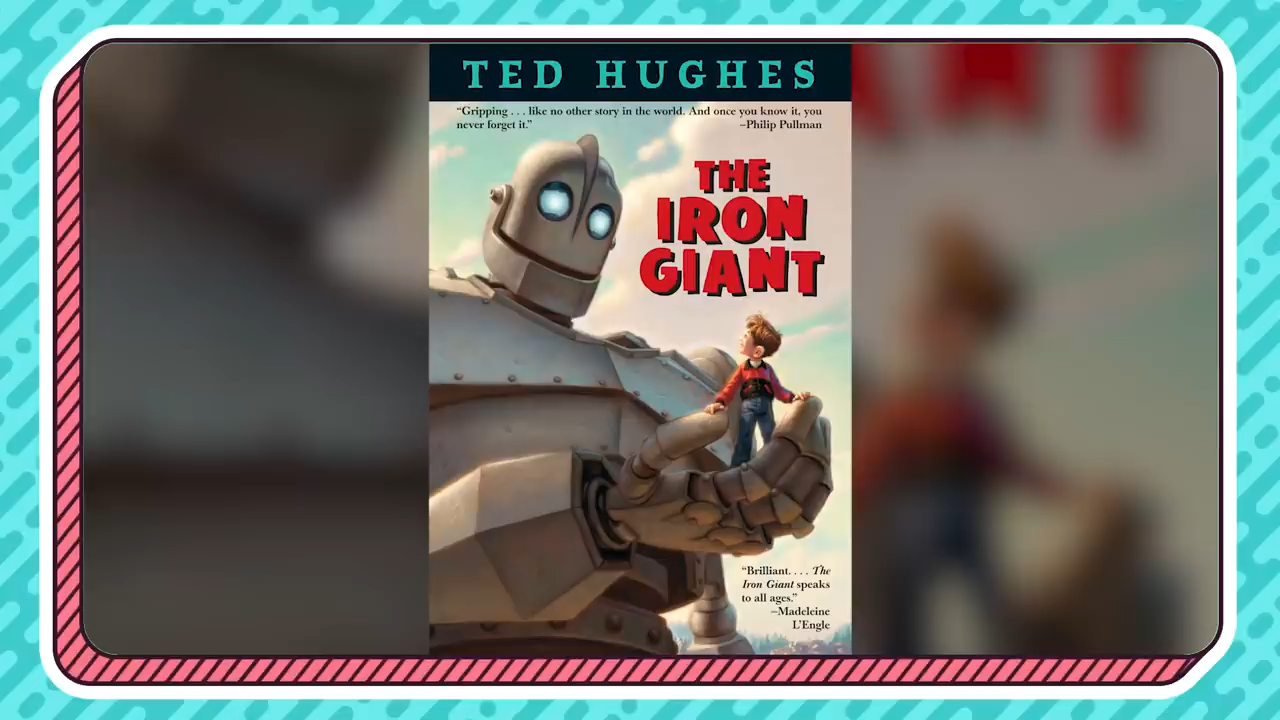 TED HUGHES
“Gripping . . . like no other story in the world. And once you know it, you
never forget it.”
–Philip Pullman
THE
IRON
GIANT
“Brilliant. . . . The
Iron Giant speaks
to all ages.”
–Madeleine
L’Engle